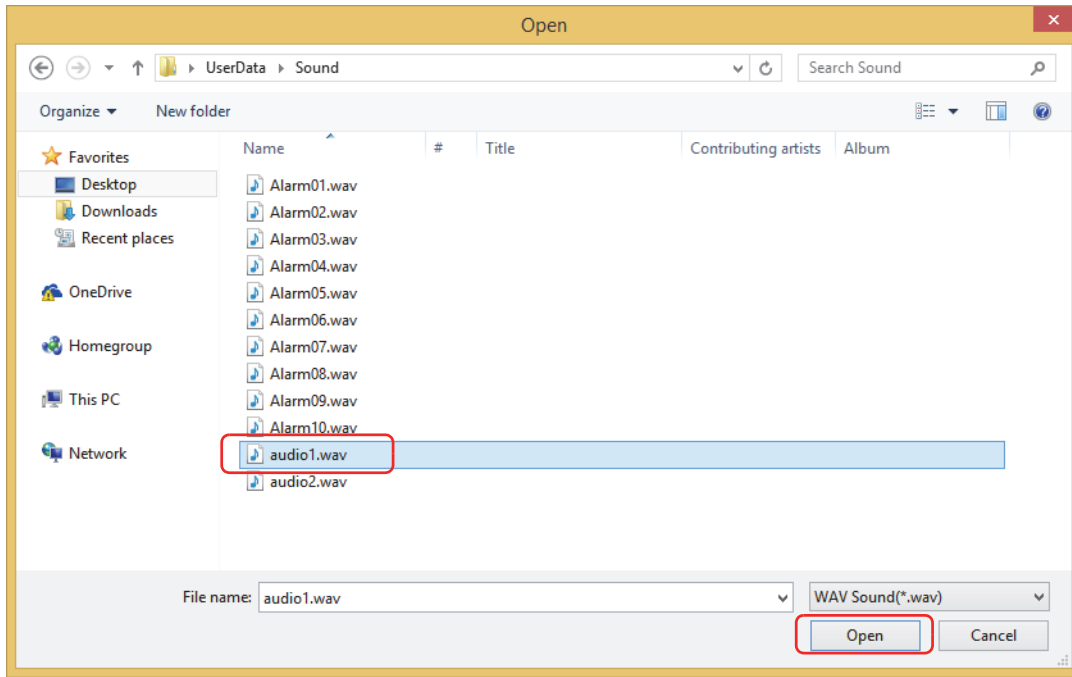 Open
UserData Sound
Search Sound
Organize New folder
Name # Title Contributing artists Album
Favorites
Desktop
Downloads
Recent places
OneDrive
Homegroup
This PC
Network
Alarm01.wav
Alarm02.wav
Alarm03.wav
Alarm04.wav
Alarm05.wav
Alarm06.wav
Alarm07.wav
Alarm08.wav
Alarm09.wav
Alarm10.wav
audio1.wav
audio2.wav
File name: audio1.wav
WAV Sound(*.wav)
Open Cancel